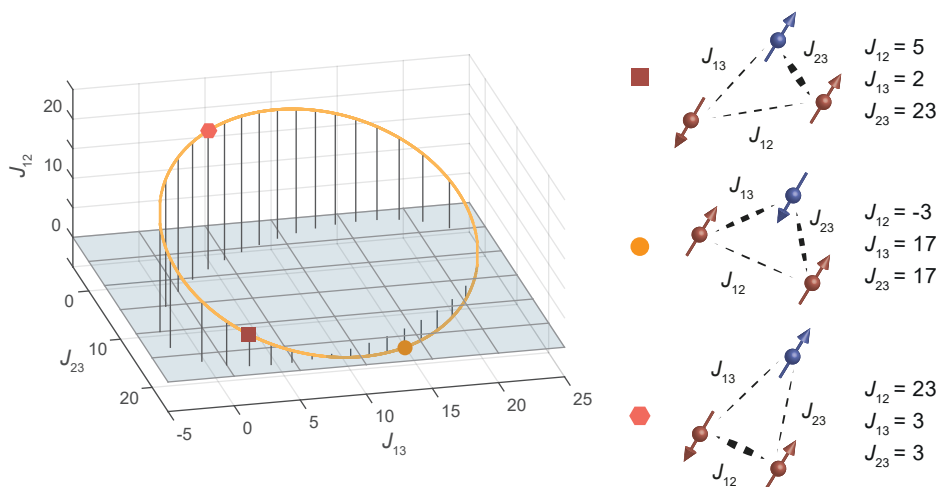 20
10
0
J12
0
10
20
J23
-5
0
5
10
15
20
25
J13
J13
J23
J12
J12 = 5
J13 = 2
J23 = 23
J13
J23
J12
J12 = -3
J13 = 17
J23 = 17
J13
J23
J12
J12 = 23
J13 = 3
J23 = 3